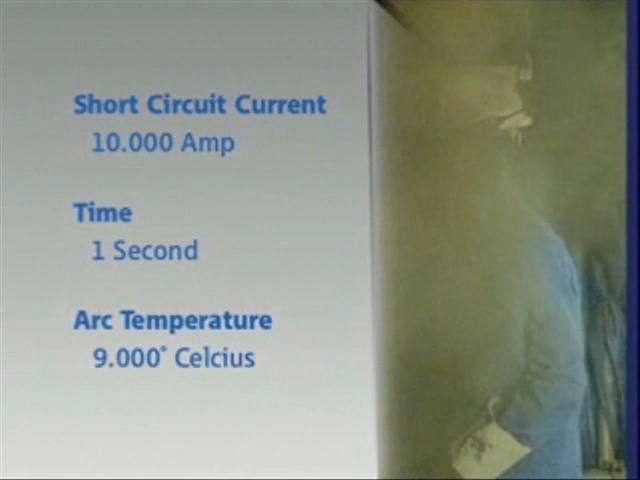 Short Circuit Current
10.000 Amp
Time
1 Second
Arc Temperature
9.000° Celcius